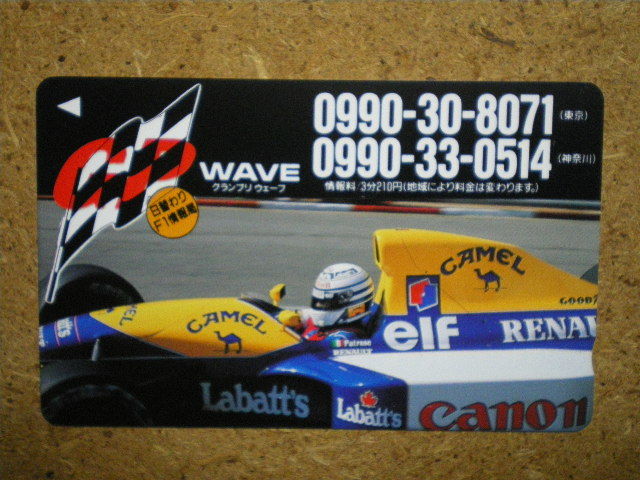 0990-30-8071 (東京)
0990-33-0514 (神奈川)
WAVE
グランプリ ウェーブ
情報料/3分210円(地域により料金は変わります。)
日替わり
F1情報局
CAMEL
GOODY
CAMEL
elf
RENAU
R Patrese
RENAULT
Labatt's
Labatt's
Canon